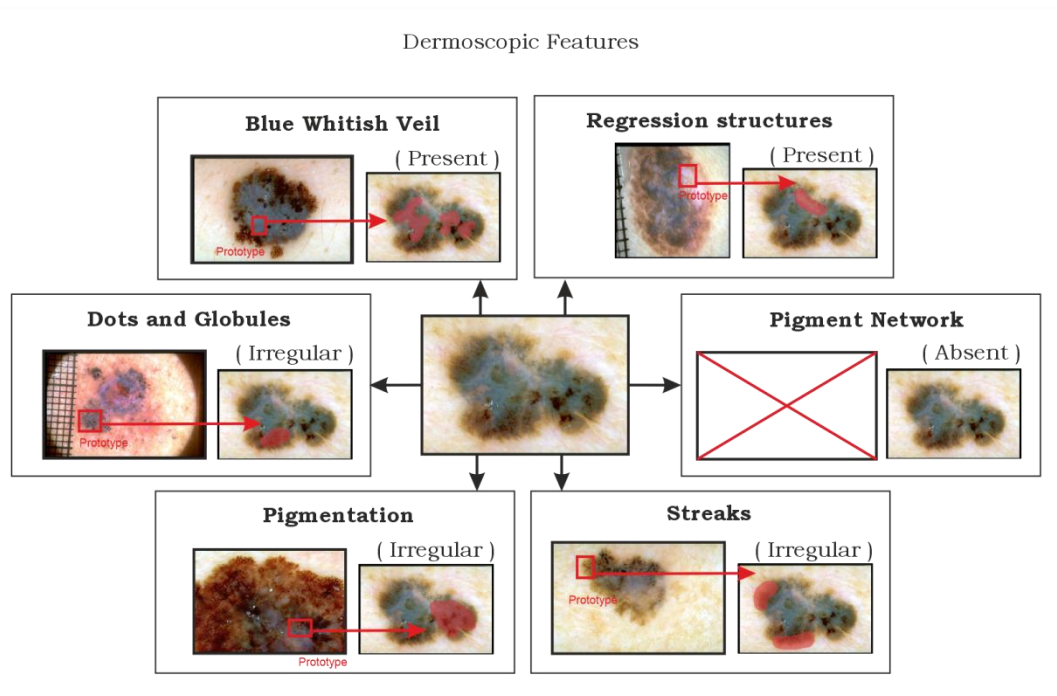 Dermoscopic Features
Blue Whitish Veil
( Present )
Prototype
Regression structures
( Present )
Prototype
Dots and Globules
( Irregular )
Prototype
Pigment Network
( Absent )
Pigmentation
( Irregular )
Prototype
Streaks
( Irregular )
Prototype